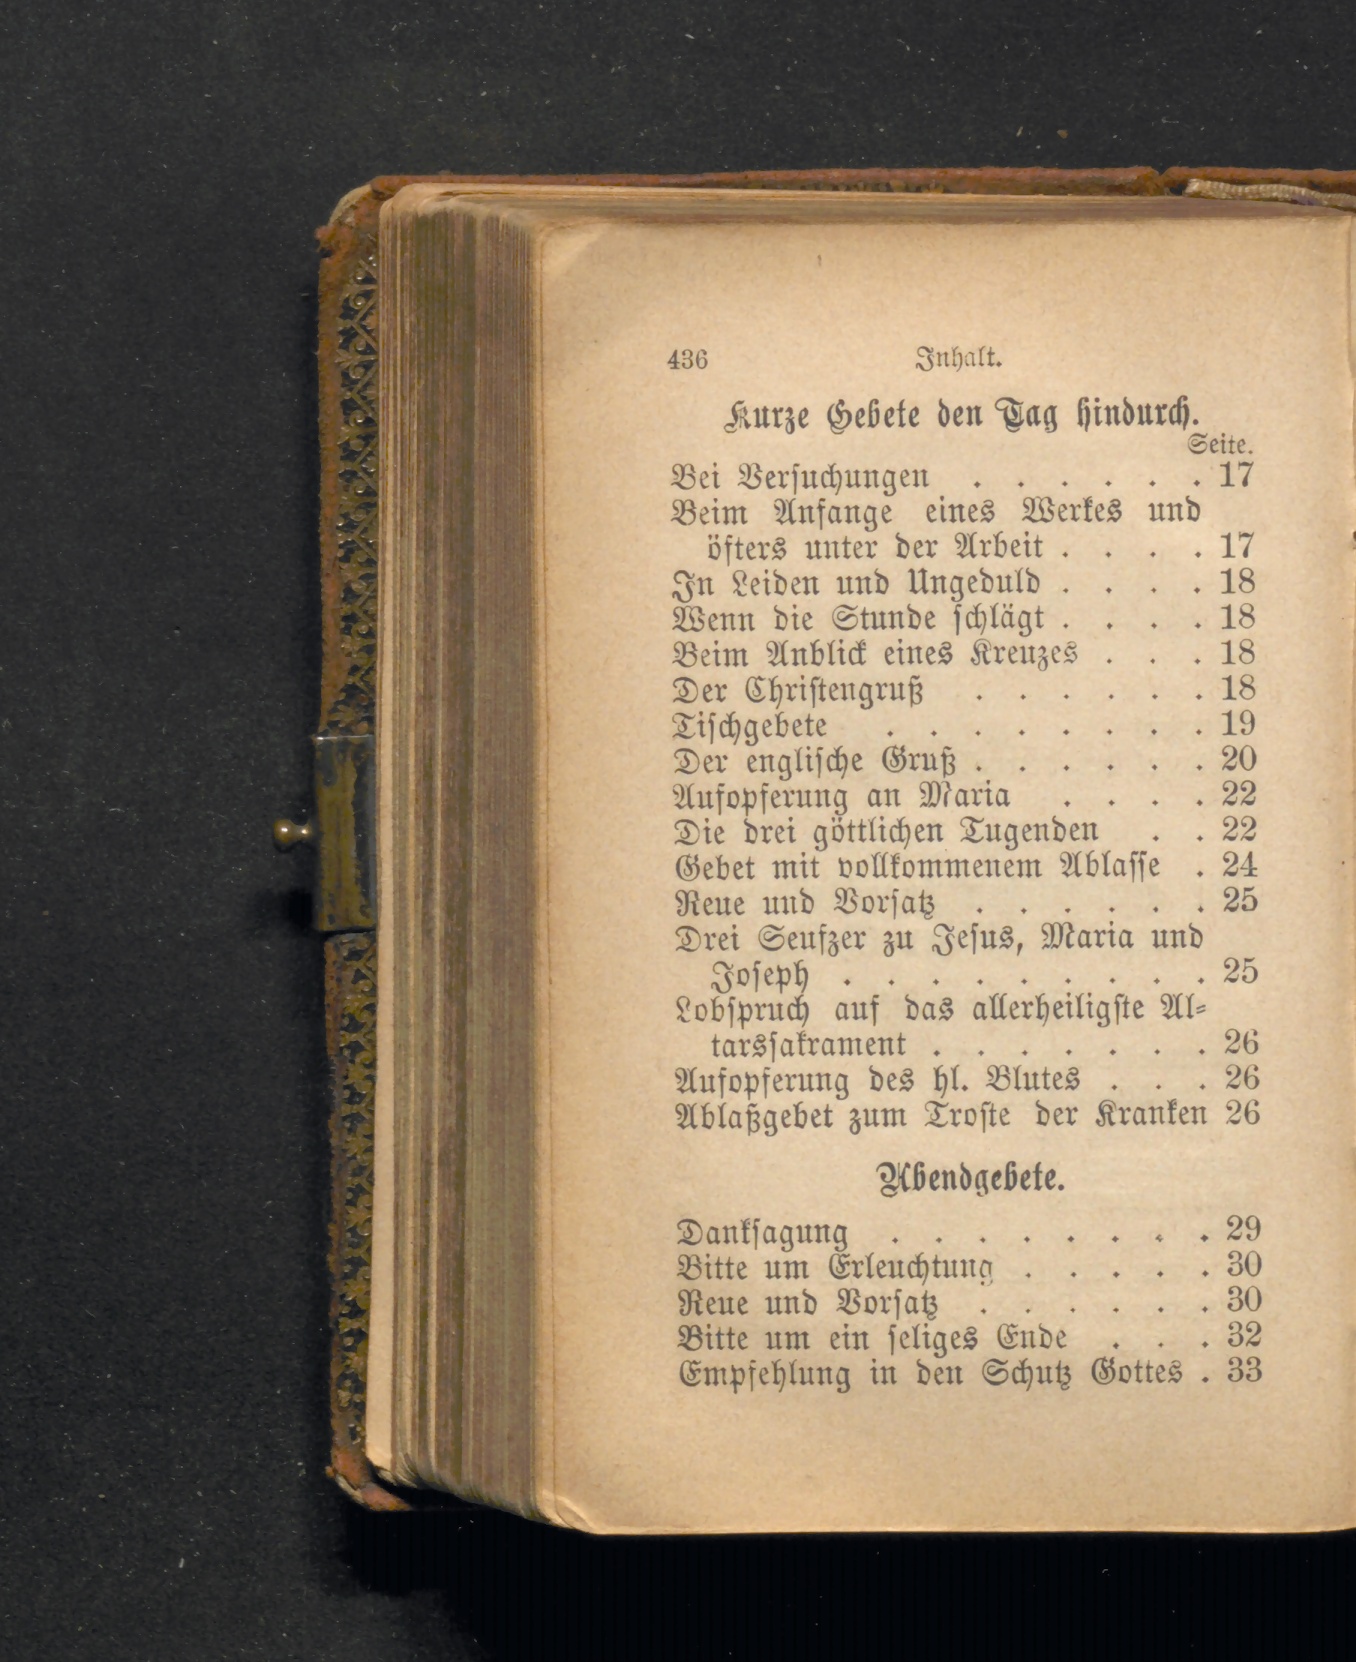 436 Inhalt.
Kurze Gebete den Tag hindurch.
Seite.
Bei Verſuchungen . . . . . . 17
Beim Anfange eines Werkes und
öfters unter der Arbeit . . . . 17
In Leiden und Ungeduld . . . . 18
Wenn die Stunde ſchlägt . . . . 18
Beim Anblick eines Kreuzes . . . 18
Der Chriſtengruß . . . . . . 18
Tiſchgebete . . . . . . . . 19
Der engliſche Gruß . . . . . . 20
Aufopferung an Maria . . . . 22
Die drei göttlichen Tugenden . . 22
Gebet mit vollkommenem Ablaſſe . 24
Reue und Vorſatz . . . . . . 25
Drei Seufzer zu Jeſus, Maria und
Joſeph . . . . . . . . . 25
Lobſpruch auf das allerheiligſte Al⸗
tarsſakrament . . . . . . . 26
Aufopferung des hl. Blutes . . . 26
Ablaßgebet zum Troſte der Kranken 26
Abendgebete.
Dankſagung . . . . . . . . 29
Bitte um Erleuchtung . . . . . 30
Reue und Vorſatz . . . . . . 30
Bitte um ein ſeliges Ende . . . 32
Empfehlung in den Schutz Gottes . 33